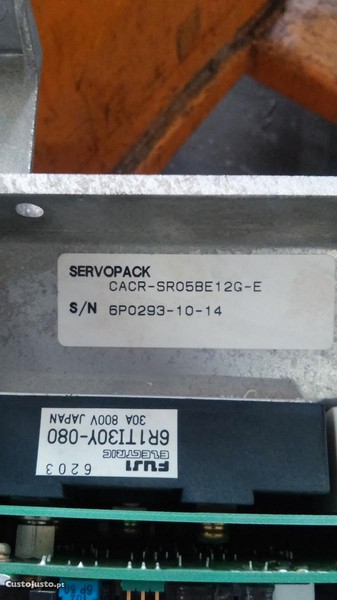 SERVOPACK
CACR-SR05BE12G-E
S/N 6P0293-10-14
6203
FUJI
ELECTRIC
6R1TI30Y-080
30A 800V JAPAN
CustoJusto.pt